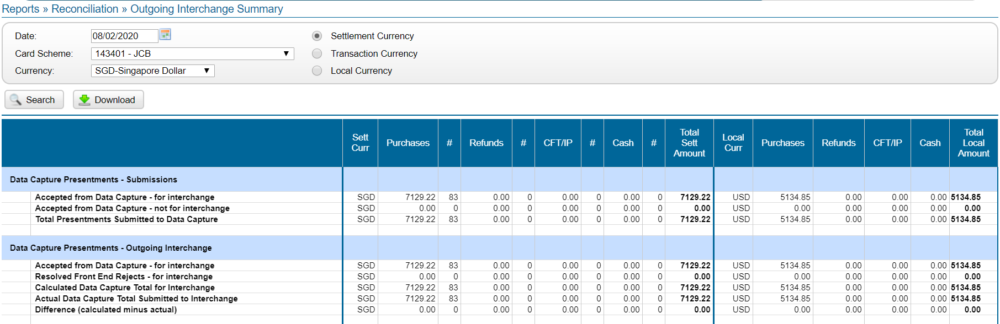 Reports » Reconciliation » Outgoing Interchange Summary
Date: 08/02/2020 Settlement Currency
Card Scheme: 143401 - JCB Transaction Currency
Currency: SGD-Singapore Dollar Local Currency
Search Download
Sett Curr Purchases # Refunds # CFT/IP # Cash # Total Sett Amount Local Curr Purchases Refunds CFT/IP Cash Total Local Amount
Data Capture Presentments - Submissions
Accepted from Data Capture - for interchange SGD 7129.22 83 0.00 0 0.00 0 0.00 0 7129.22 USD 5134.85 0.00 0.00 0.00 5134.85
Accepted from Data Capture - not for interchange SGD 0.00 0 0.00 0 0.00 0 0.00 0 0.00 USD 0.00 0.00 0.00 0.00 0.00
Total Presentments Submitted to Data Capture SGD 7129.22 83 0.00 0 0.00 0 0.00 0 7129.22 USD 5134.85 0.00 0.00 0.00 5134.85
Data Capture Presentments - Outgoing Interchange
Accepted from Data Capture - for interchange SGD 7129.22 83 0.00 0 0.00 0 0.00 0 7129.22 USD 5134.85 0.00 0.00 0.00 5134.85
Resolved Front End Rejects - for interchange SGD 0.00 0 0.00 0 0.00 0 0.00 0 0.00 USD 0.00 0.00 0.00 0.00 0.00
Calculated Data Capture Total for Interchange SGD 7129.22 83 0.00 0 0.00 0 0.00 0 7129.22 USD 5134.85 0.00 0.00 0.00 5134.85
Actual Data Capture Total Submitted to Interchange SGD 7129.22 83 0.00 0 0.00 0 0.00 0 7129.22 USD 5134.85 0.00 0.00 0.00 5134.85
Difference (calculated minus actual) SGD 0.00 0 0.00 0 0.00 0 0.00 0 0.00 USD 0.00 0.00 0.00 0.00 0.00